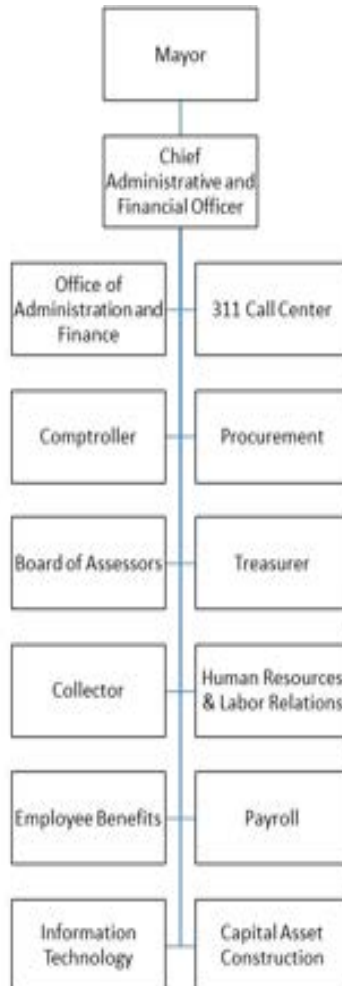 Mayor
Chief
Administrative and
Financial Officer
Office of
Administration and
Finance
311 Call Center
Comptroller
Procurement
Board of Assessors
Treasurer
Collector
Human Resources
& Labor Relations
Employee Benefits
Payroll
Information
Technology
Capital Asset
Construction